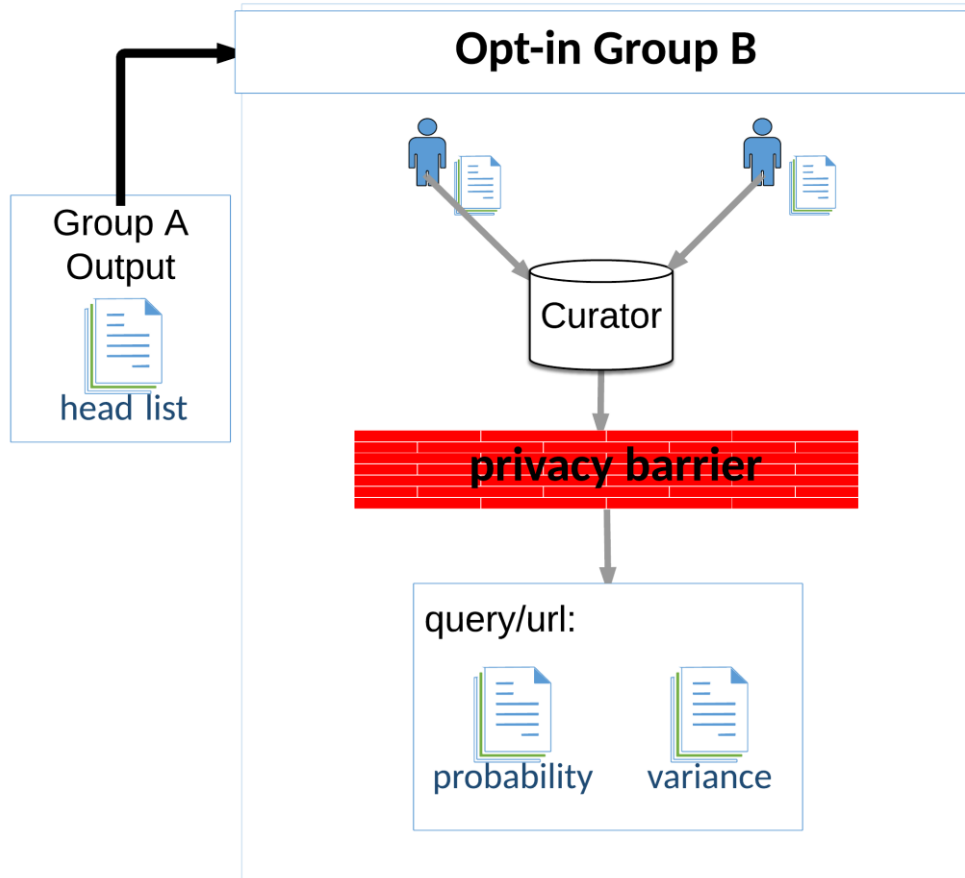 Opt-in Group B
Group A
Output
head list
Curator
privacy barrier
query/url:
probability
variance